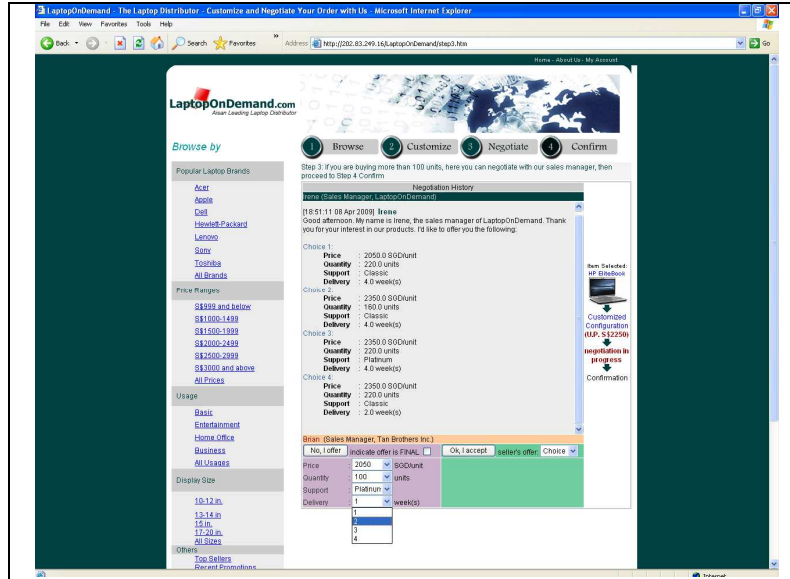 LaptopOnDemand - The Laptop Distributor - Customize and Negotiate Your Order with Us - Microsoft Internet Explorer
File Edit View Favorites Tools Help
Back Search Favorites » Address http://202.83.249.16/LaptopOnDemand/step3.htm Go
Home - About Us - My Account
LaptopOnDemand.com
Asian Leading Laptop Distributor
Browse by
1 Browse 2 Customize 3 Negotiate 4 Confirm
Popular Laptop Brands
Acer
Apple
Dell
Hewlett-Packard
Lenovo
Sony
Toshiba
All Brands
Price Ranges
S$999 and below
S$1000-1499
S$1500-1999
S$2000-2499
S$2500-2999
S$3000 and above
All Prices
Usage
Basic
Entertainment
Home Office
Business
All Usages
Display Size
10-12 in.
13-14 in
15 in.
17-20 in.
All Sizes
Others
Top Sellers
Recent Promotions
Step 3: If you are buying more than 100 units, here you can negotiate with our sales manager, then
proceed to Step 4 Confirm
Negotiation History
Irene (Sales Manager, LaptopOnDemand)
[18:51:11 08 Apr 2009] Irene
Good afternoon. My name is Irene, the sales manager of LaptopOnDemand. Thank
you for your interest in our products. I'd like to offer you the following:
Choice 1:
Price : 2050.0 SGD/unit
Quantity : 220.0 units
Support : Classic
Delivery : 4.0 week(s)
Choice 2:
Price : 2350.0 SGD/unit
Quantity : 160.0 units
Support : Classic
Delivery : 4.0 week(s)
Choice 3:
Price : 2350.0 SGD/unit
Quantity : 220.0 units
Support : Platinum
Delivery : 4.0 week(s)
Choice 4:
Price : 2350.0 SGD/unit
Quantity : 220.0 units
Support : Classic
Delivery : 2.0 week(s)
Item Selected:
HP EliteBook
Customized
Configuration
(U.P. S$2250)
negotiation in
progress
Confirmation
Brian (Sales Manager, Tan Brothers Inc.)
No, I offer indicate offer is FINAL Ok, I accept seller's offer: Choice
Price : 2050 SGD/unit
Quantity : 100 units
Support : Platinum
Delivery : 1 week(s)
1
2
3
4
Internet